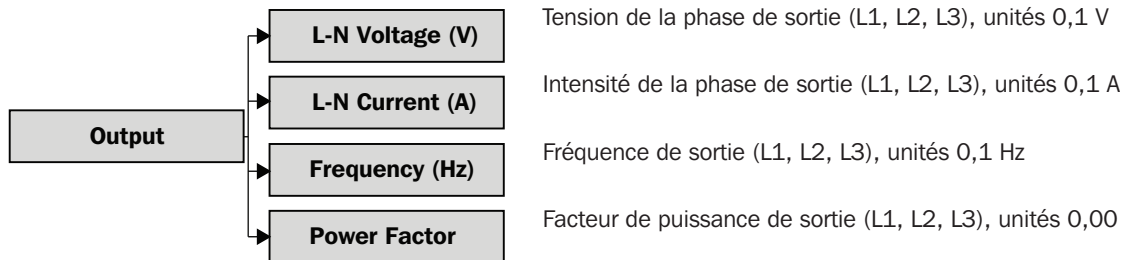 Output
L-N Voltage (V)
Tension de la phase de sortie (L1, L2, L3), unités 0,1 V
L-N Current (A)
Intensité de la phase de sortie (L1, L2, L3), unités 0,1 A
Frequency (Hz)
Fréquence de sortie (L1, L2, L3), unités 0,1 Hz
Power Factor
Facteur de puissance de sortie (L1, L2, L3), unités 0,00